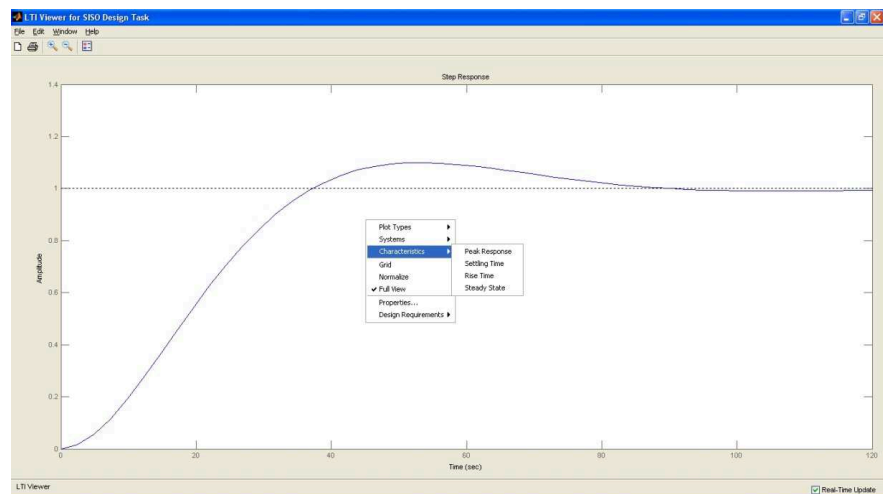 LTI Viewer for SISO Design Task
File Edit Window Help
Step Response
1.4
1.2
1
0.8
0.6
0.4
0.2
0
Amplitude
0 20 40 60 80 100 120
Time (sec)
Plot Types
Systems
Characteristics
Grid
Normalize
Full View
Properties...
Design Requirements
Peak Response
Settling Time
Rise Time
Steady State
LTI Viewer
Real-Time Update